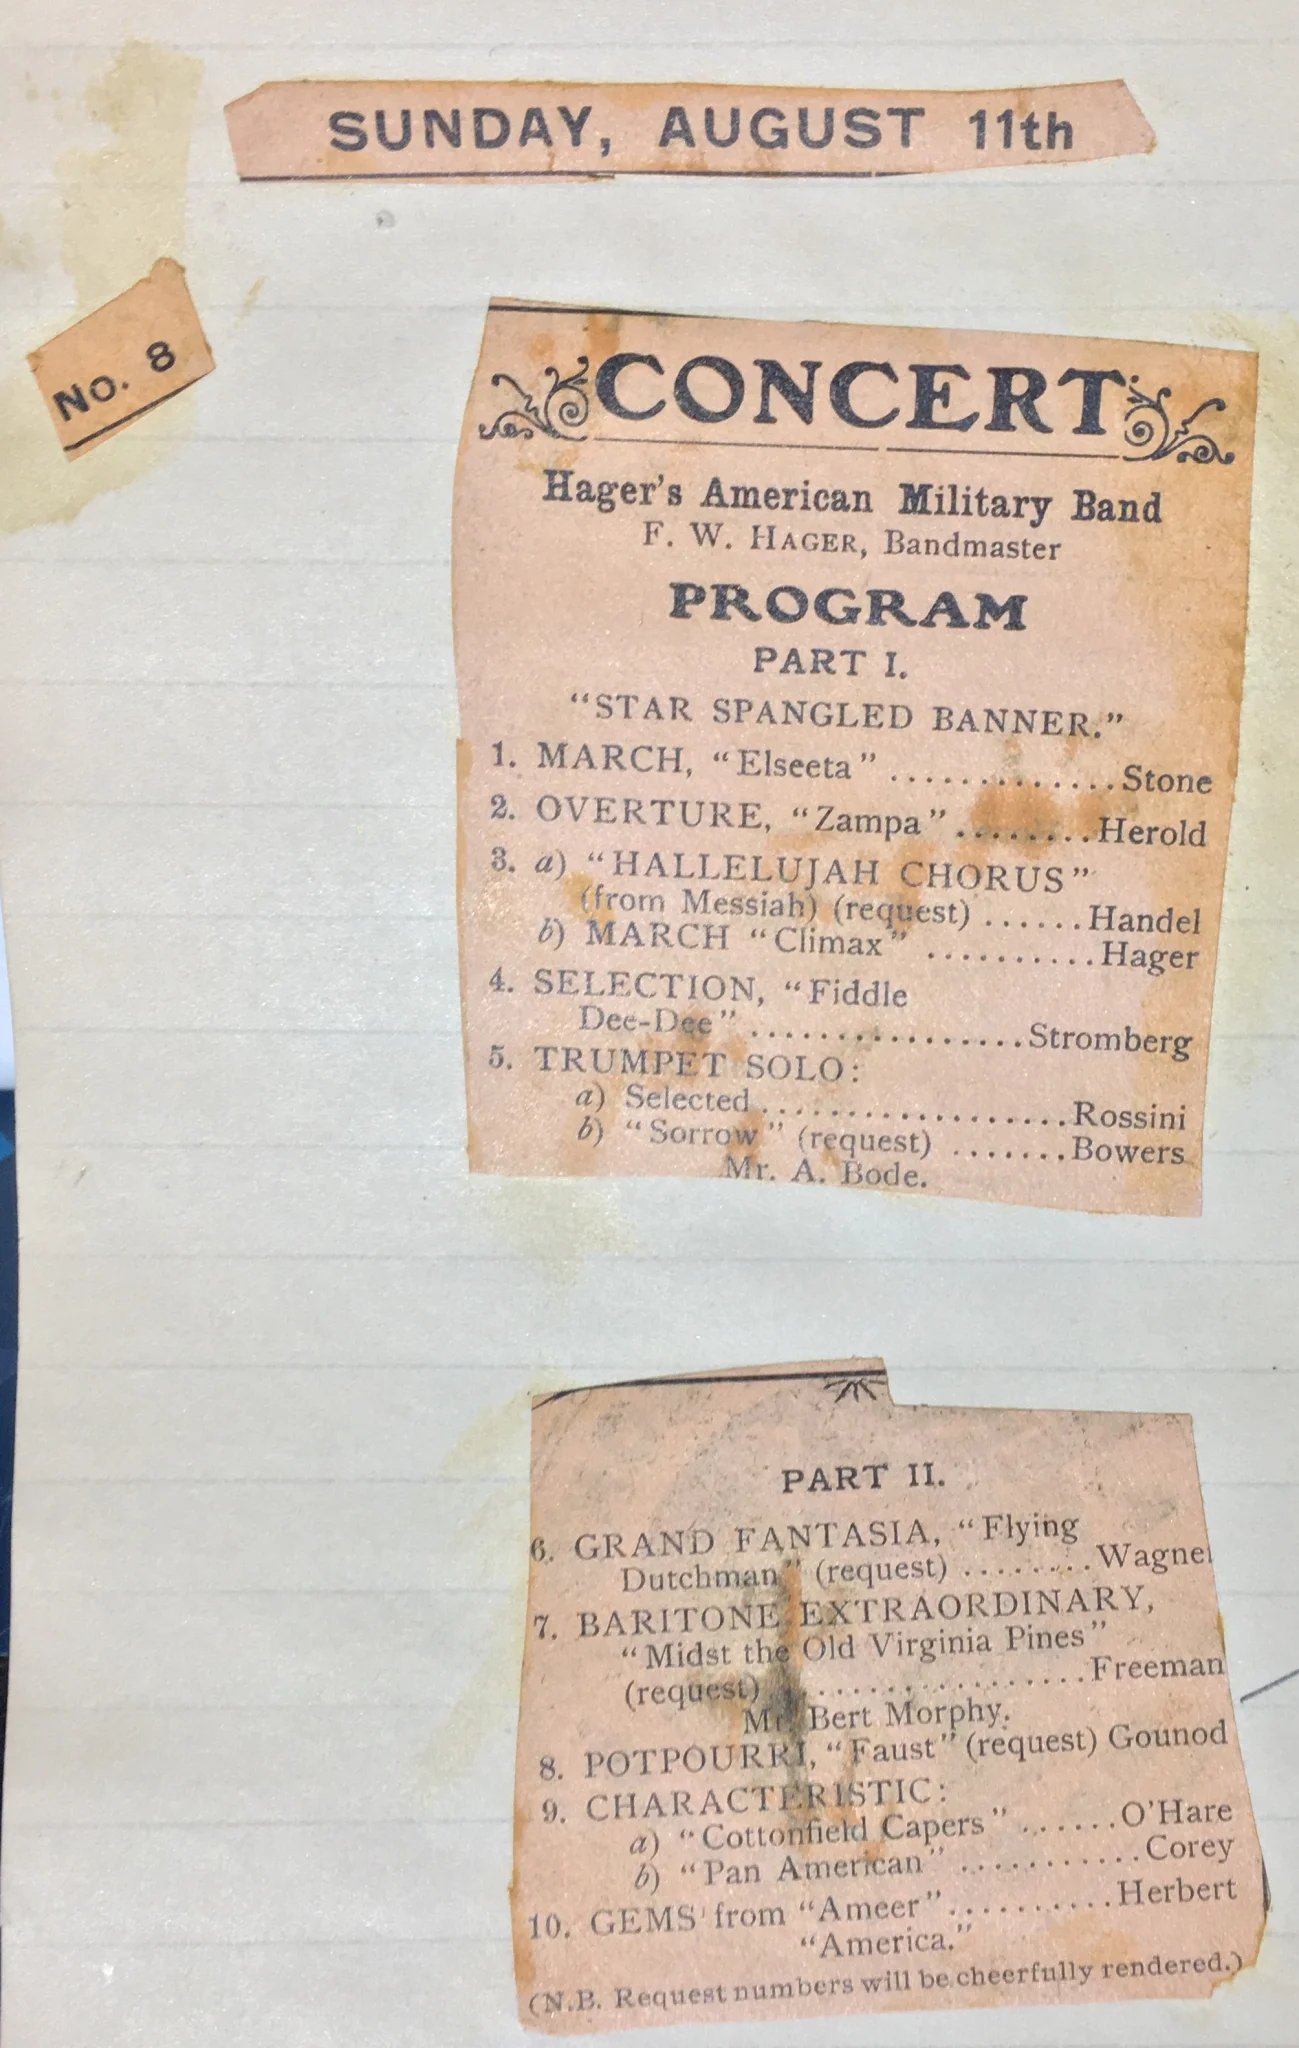 SUNDAY, AUGUST 11th
No. 8
CONCERT
Hager's American Military Band
F. W. HAGER, Bandmaster
PROGRAM
PART I.
"STAR SPANGLED BANNER."
1. MARCH, "Elseeta" .............Stone
2. OVERTURE, "Zampa" ........Herold
3. a) "HALLELUJAH CHORUS"
(from Messiah) (request) ......Handel
b) MARCH "Climax" ..........Hager
4. SELECTION, "Fiddle
Dee-Dee" ................Stromberg
5. TRUMPET SOLO:
a) Selected ..................Rossini
b) "Sorrow" (request) .......Bowers
Mr. A. Bode.
PART II.
6. GRAND FANTASIA, "Flying
Dutchman" (request) ........Wagner
7. BARITONE EXTRAORDINARY,
"Midst the Old Virginia Pines"
(request) ................Freeman
Mr. Bert Morphy.
8. POTPOURRI, "Faust" (request) Gounod
9. CHARACTERISTIC:
a) "Cottonfield Capers" ......O'Hare
b) "Pan American" ...........Corey
10. GEMS from "Ameer" ..........Herbert
"America."
(N.B. Request numbers will be cheerfully rendered.)